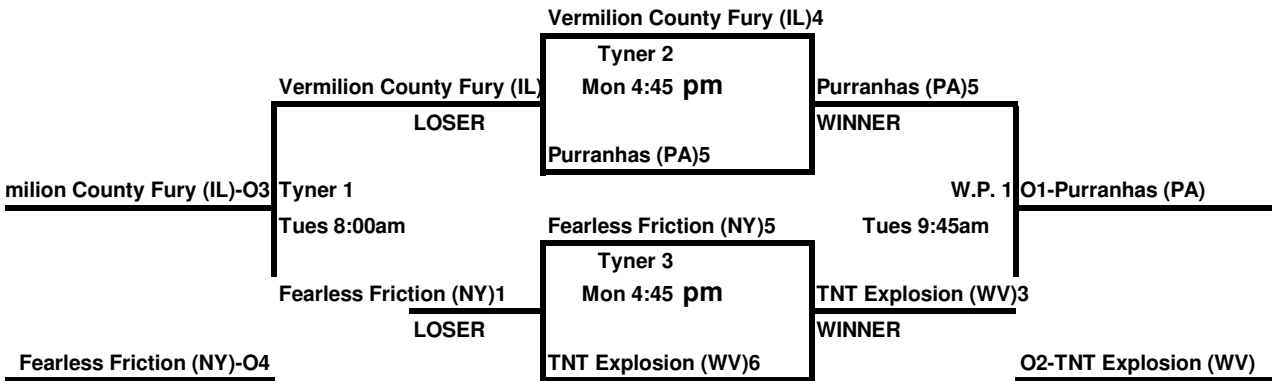 Vermilion County Fury (IL)4
Tyner 2
Vermilion County Fury (IL) Mon 4:45 pm Purranhas (PA)5
LOSER WINNER
Purranhas (PA)5
milion County Fury (IL)-O3 Tyner 1 W.P. 1 O1-Purranhas (PA)
Tues 8:00am Fearless Friction (NY)5 Tues 9:45am
Tyner 3
Fearless Friction (NY)1 Mon 4:45 pm TNT Explosion (WV)3
LOSER WINNER
Fearless Friction (NY)-O4 TNT Explosion (WV)6 O2-TNT Explosion (WV)